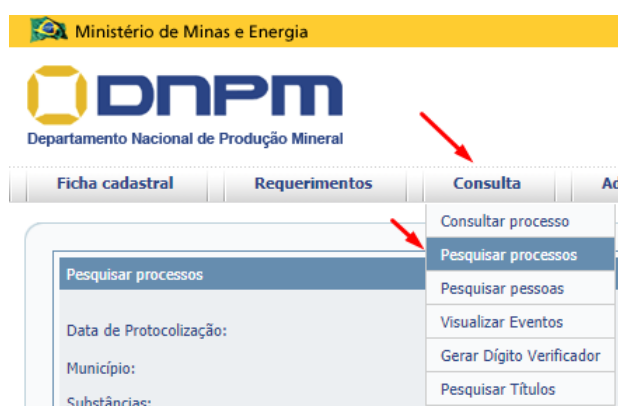 Ministério de Minas e Energia
DNPM
Departamento Nacional de Produção Mineral
Ficha cadastral Requerimentos Consulta
Consultar processo
Pesquisar processos
Pesquisar processos
Pesquisar pessoas
Data de Protocolização:
Visualizar Eventos
Gerar Dígito Verificador
Município:
Pesquisar Títulos
Substâncias: